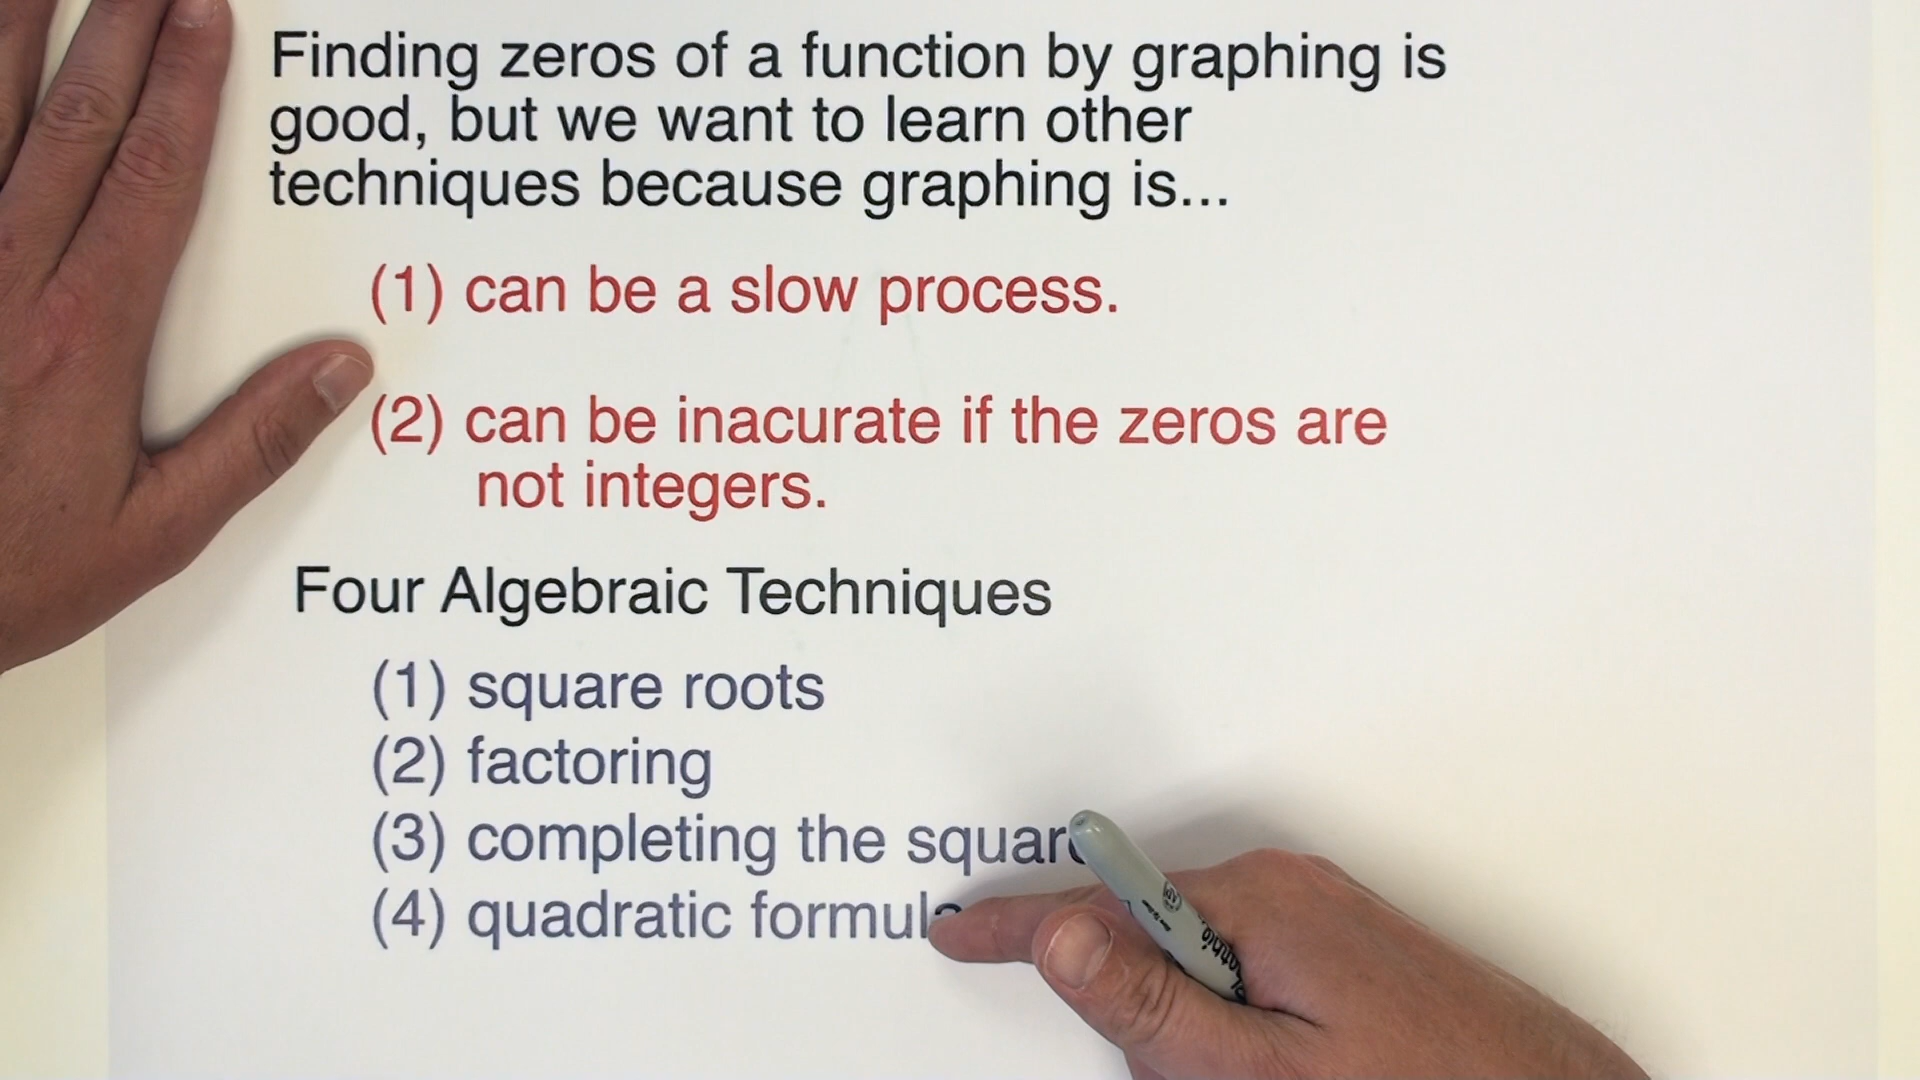 Finding zeros of a function by graphing is
good, but we want to learn other
techniques because graphing is...
(1) can be a slow process.
(2) can be inacurate if the zeros are
not integers.
Four Algebraic Techniques
(1) square roots
(2) factoring
(3) completing the square
(4) quadratic formula